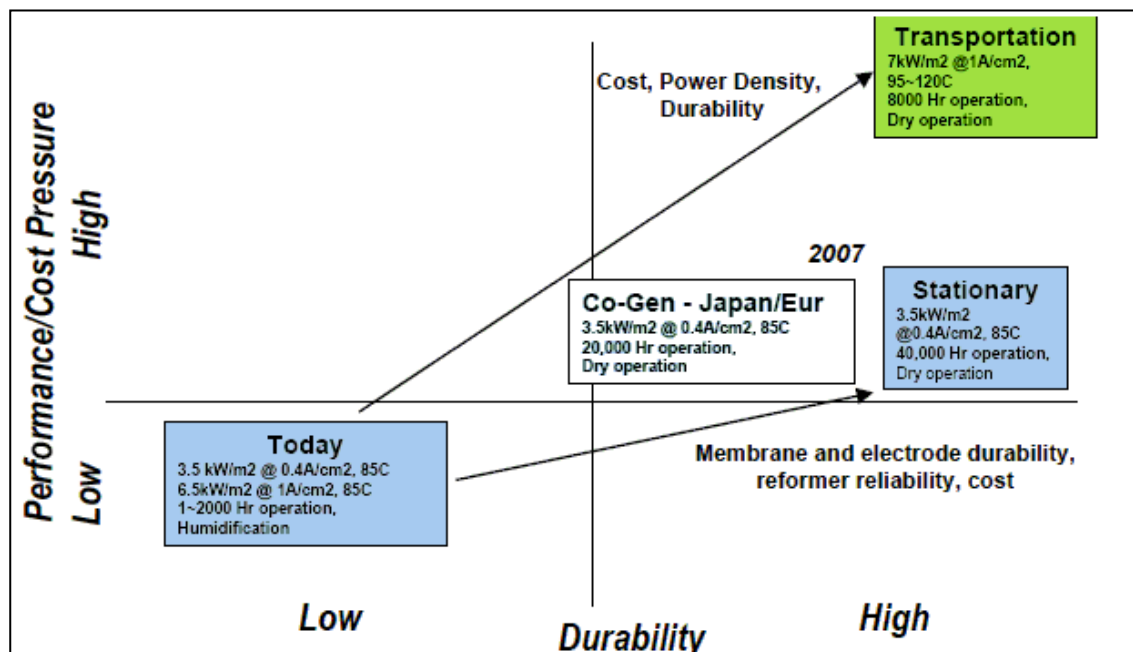 Transportation
7kW/m2 @1A/cm2,
95~120C
8000 Hr operation,
Dry operation
Cost, Power Density,
Durability
Performance/Cost Pressure
High
Low
2007
Co-Gen - Japan/Eur
3.5kW/m2 @ 0.4A/cm2, 85C
20,000 Hr operation,
Dry operation
Stationary
3.5kW/m2
@0.4A/cm2, 85C
40,000 Hr operation,
Dry operation
Today
3.5 kW/m2 @ 0.4A/cm2, 85C
6.5kW/m2 @ 1A/cm2, 85C
1~2000 Hr operation,
Humidification
Membrane and electrode durability,
reformer reliability, cost
Low
Durability
High